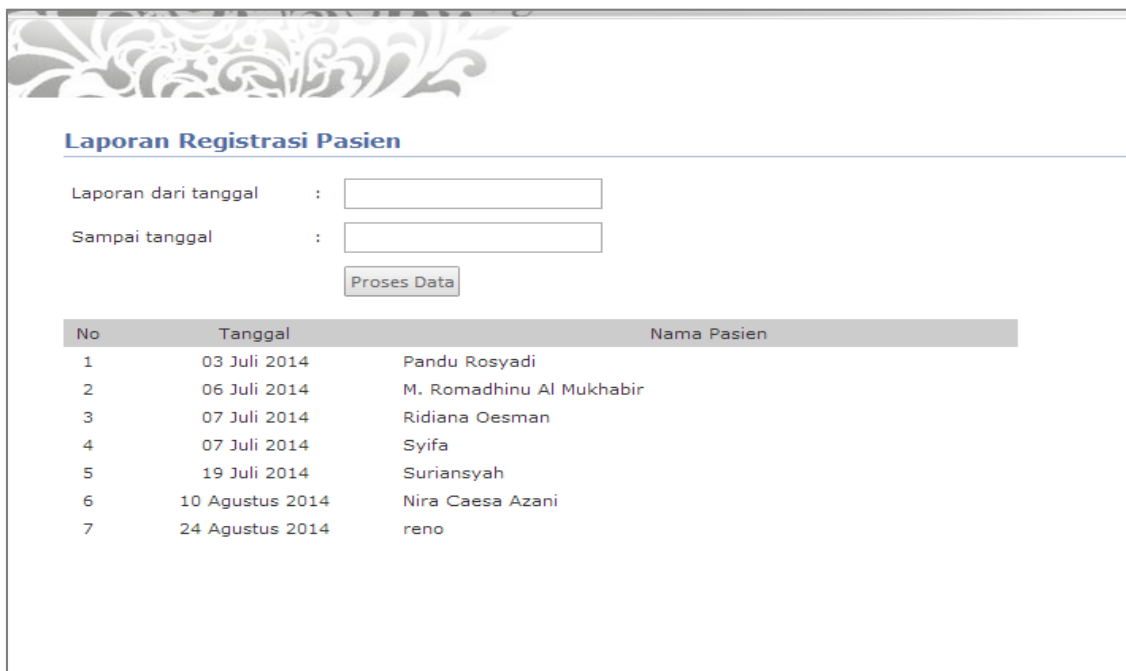 Laporan Registrasi Pasien
Laporan dari tanggal :
Sampai tanggal :
Proses Data
No Tanggal Nama Pasien
1 03 Juli 2014 Pandu Rosyadi
2 06 Juli 2014 M. Romadhinu Al Mukhabir
3 07 Juli 2014 Ridiana Oesman
4 07 Juli 2014 Syifa
5 19 Juli 2014 Suriansyah
6 10 Agustus 2014 Nira Caesa Azani
7 24 Agustus 2014 reno